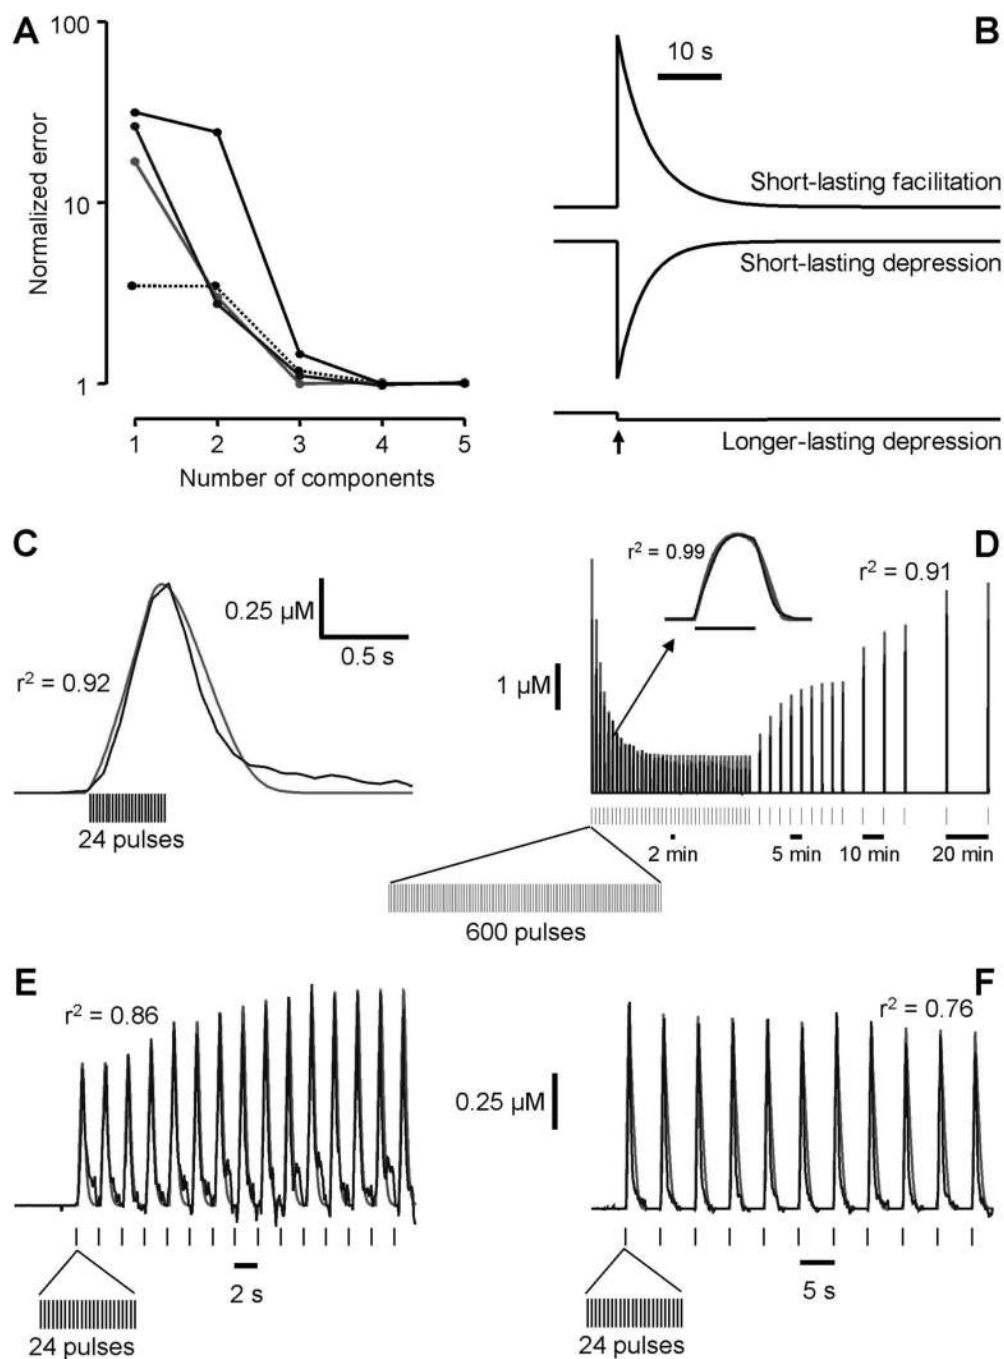 A
100
10
1
Normalized error
1
2
3
4
5
Number of components
B
10 s
Short-lasting facilitation
Short-lasting depression
Longer-lasting depression
C
0.25 µM
0.5 s
r² = 0.92
24 pulses
D
r² = 0.99
r² = 0.91
1 µM
2 min
5 min
10 min
20 min
600 pulses
E
r² = 0.86
2 s
24 pulses
F
r² = 0.76
0.25 µM
5 s
24 pulses